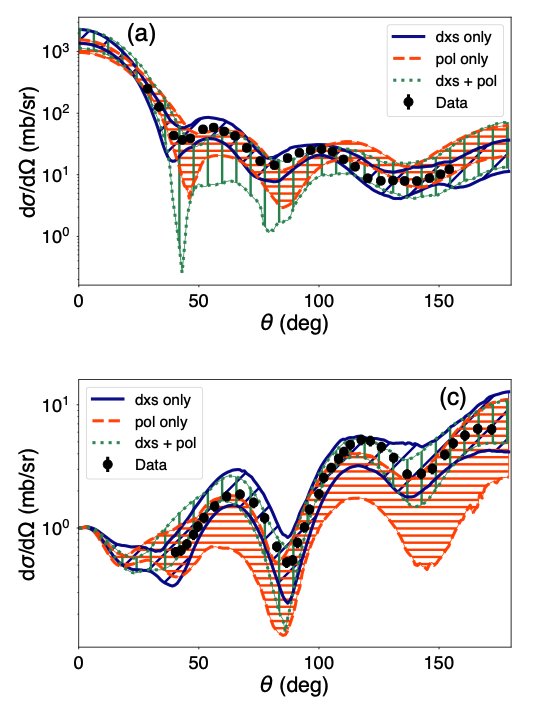 (a)
dxs only
pol only
dxs + pol
Data
10³
10²
10¹
10⁰
dσ/dΩ (mb/sr)
0 50 100 150
θ (deg)
(c)
dxs only
pol only
dxs + pol
Data
10¹
10⁰
dσ/dΩ (mb/sr)
0 50 100 150
θ (deg)